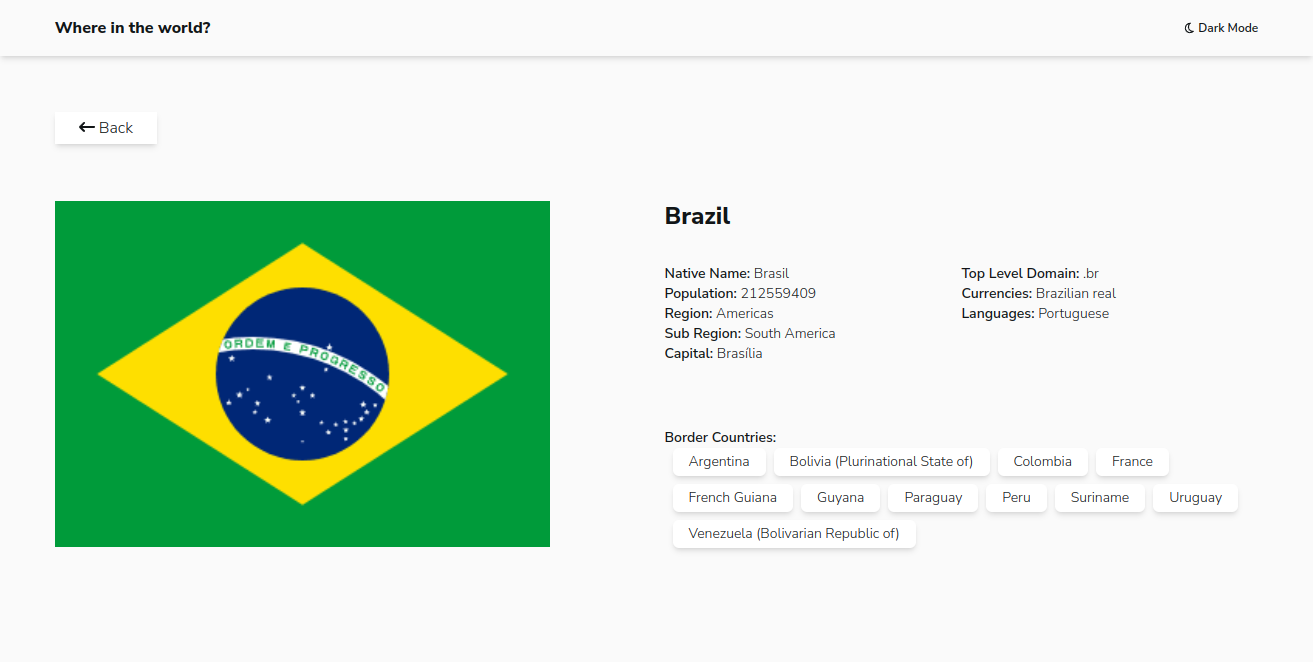 Where in the world?
Dark Mode
Back
ORDEM E PROGRESSO
Brazil
Native Name: Brasil
Population: 212559409
Region: Americas
Sub Region: South America
Capital: Brasília
Top Level Domain: .br
Currencies: Brazilian real
Languages: Portuguese
Border Countries:
Argentina Bolivia (Plurinational State of) Colombia France
French Guiana Guyana Paraguay Peru Suriname Uruguay
Venezuela (Bolivarian Republic of)